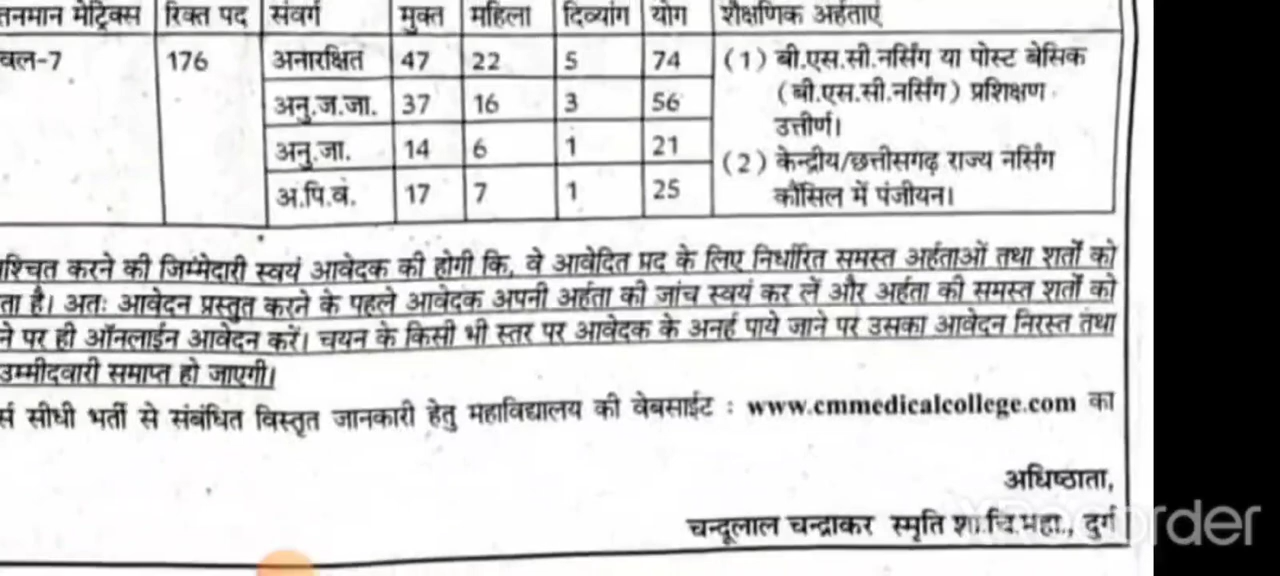 तनमान मेट्रिक्स रिक्त पद संवर्ग मुक्त महिला दिव्यांग योग शैक्षणिक अर्हताएं
वल-7 176 अनारक्षित 47 22 5 74 (1) बी.एस.सी.नर्सिंग या पोस्ट बेसिक
अनु.ज.जा. 37 16 3 56 (बी.एस.सी.नर्सिंग) प्रशिक्षण
उत्तीर्ण।
अनु.जा. 14 6 1 21 (2) केन्द्रीय/छत्तीसगढ़ राज्य नर्सिंग
अ.पि.व. 17 7 1 25 कौंसिल में पंजीयन।
श्चित करने की जिम्मेदारी स्वयं आवेदक की होगी कि, वे आवेदित पद के लिए निर्धारित समस्त अर्हताओं तथा शर्तों को
ता है। अतः आवेदन प्रस्तुत करने के पहले आवेदक अपनी अर्हता की जांच स्वयं कर लें और अर्हता की समस्त शर्तों को
ने पर ही ऑनलाईन आवेदन करें। चयन के किसी भी स्तर पर आवेदक के अनर्ह पाये जाने पर उसका आवेदन निरस्त तथा
उम्मीदवारी समाप्त हो जाएगी।
र्स सीधी भर्ती से संबंधित विस्तृत जानकारी हेतु महाविद्यालय की वेबसाईट : www.cmmedicalcollege.com का
अधिष्ठाता,
चन्दूलाल चन्द्राकर स्मृति शा.चि.महा., दुर्ग